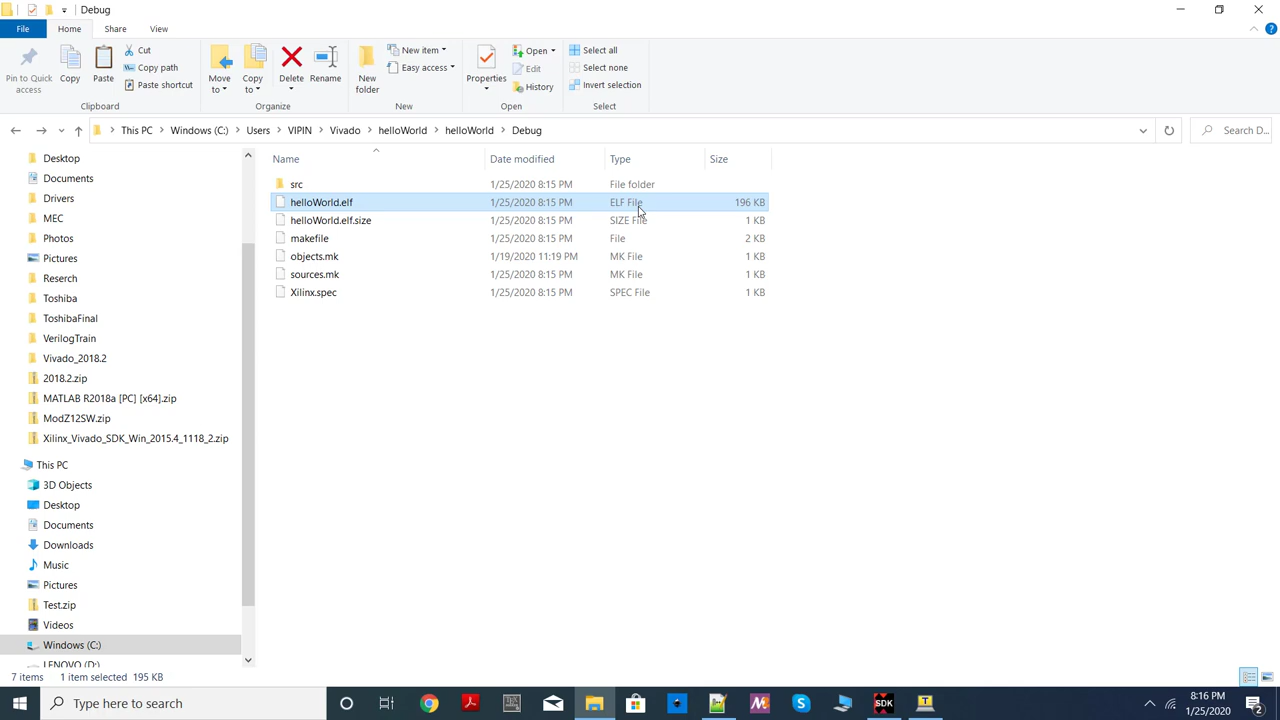 Debug
File
Home
Share
View
Pin to Quick access
Copy
Paste
Cut
Copy path
Paste shortcut
Clipboard
Move to
Copy to
Delete
Rename
Organize
New folder
New item
Easy access
New
Properties
Open
Edit
History
Open
Select all
Select none
Invert selection
Select
This PC
Windows (C:)
Users
VIPIN
Vivado
helloWorld
helloWorld
Debug
Search D...
Desktop
Documents
Drivers
MEC
Photos
Pictures
Reserch
Toshiba
ToshibaFinal
VerilogTrain
Vivado_2018.2
2018.2.zip
MATLAB R2018a [PC] [x64].zip
ModZ12SW.zip
Xilinx_Vivado_SDK_Win_2015.4_1118_2.zip
This PC
3D Objects
Desktop
Documents
Downloads
Music
Pictures
Test.zip
Videos
Windows (C:)
LENOVO (D:)
Name Date modified Type Size
src 1/25/2020 8:15 PM File folder
helloWorld.elf 1/25/2020 8:15 PM ELF File 196 KB
helloWorld.elf.size 1/25/2020 8:15 PM SIZE File 1 KB
makefile 1/25/2020 8:15 PM File 2 KB
objects.mk 1/19/2020 11:19 PM MK File 1 KB
sources.mk 1/25/2020 8:15 PM MK File 1 KB
Xilinx.spec 1/25/2020 8:15 PM SPEC File 1 KB
7 items 1 item selected 195 KB
Type here to search
SDK
8:16 PM
1/25/2020
2